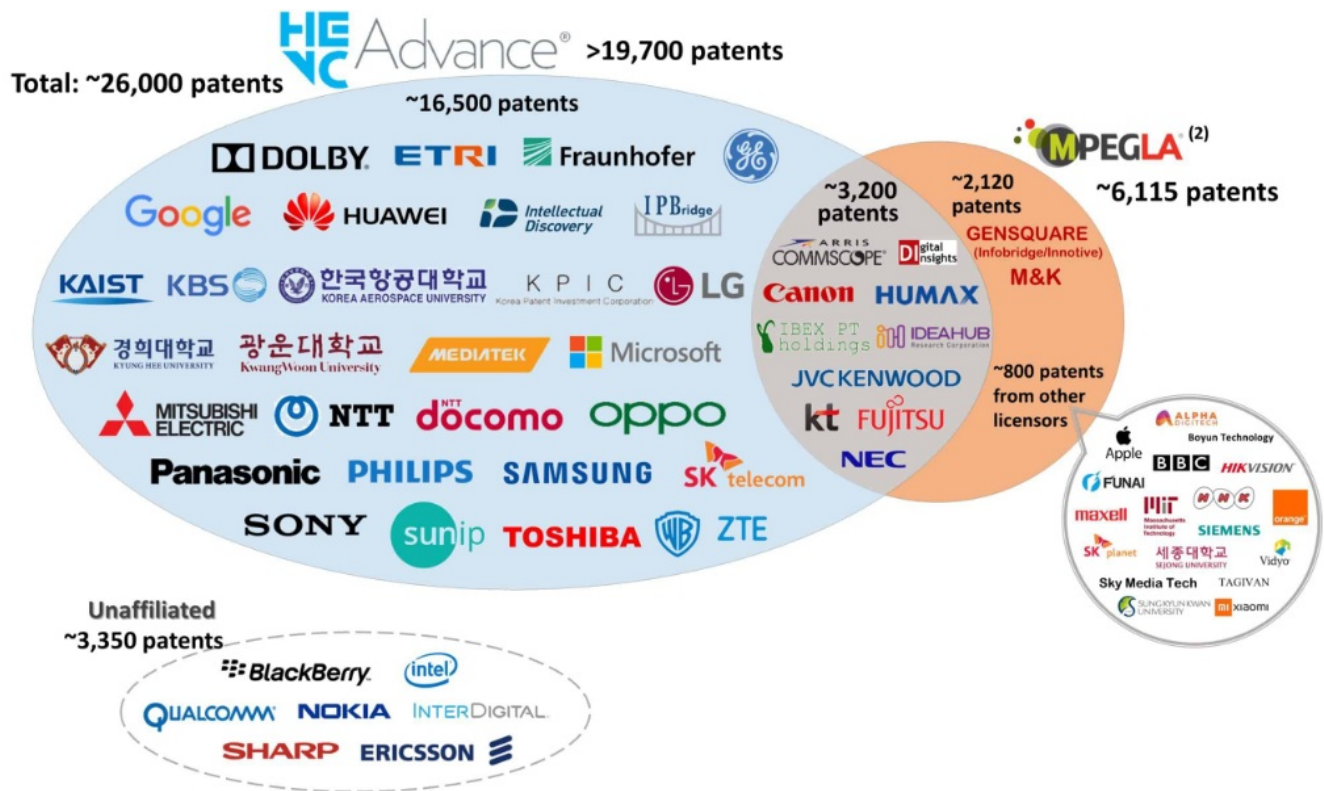 HEVC Advance® >19,700 patents
Total: ~26,000 patents
~16,500 patents
DOLBY. ETRI Fraunhofer GE
Google HUAWEI Intellectual Discovery IPBridge
KAIST KBS 한국항공대학교 KOREA AEROSPACE UNIVERSITY KPIC Korea Patent Investment Corporation LG
경희대학교 KYUNG HEE UNIVERSITY 광운대학교 KwangWoon University MEDIATEK Microsoft
MITSUBISHI ELECTRIC NTT NTT döcomo oppo
Panasonic PHILIPS SAMSUNG SK telecom
SONY sunip TOSHIBA WB ZTE
MPEGLA (2)
~6,115 patents
~3,200
patents
ARRIS
COMMSCOPE® DIgital Insights
Canon HUMAX
IBEX PT holdings iH IDEAHUB Research Corporation
JVCKENWOOD
kt FUJITSU
NEC
~2,120
patents
GENSQUARE
(Infobridge/Innotive)
M&K
~800 patents
from other
licensors
ALPHA DIGITECH
Apple Boyun Technology
BBC HIKVISION
FUNAI
maxell MIT Massachusetts Institute of Technology NHK orange™
SIEMENS
SK planet 세종대학교 SEJONG UNIVERSITY Vidyo
Sky Media Tech TAGIVAN
SUNGKYUNKWAN UNIVERSITY MI xiaomi
Unaffiliated
~3,350 patents
BlackBerry. intel
QUALCOMM® NOKIA INTERDIGITAL.
SHARP ERICSSON